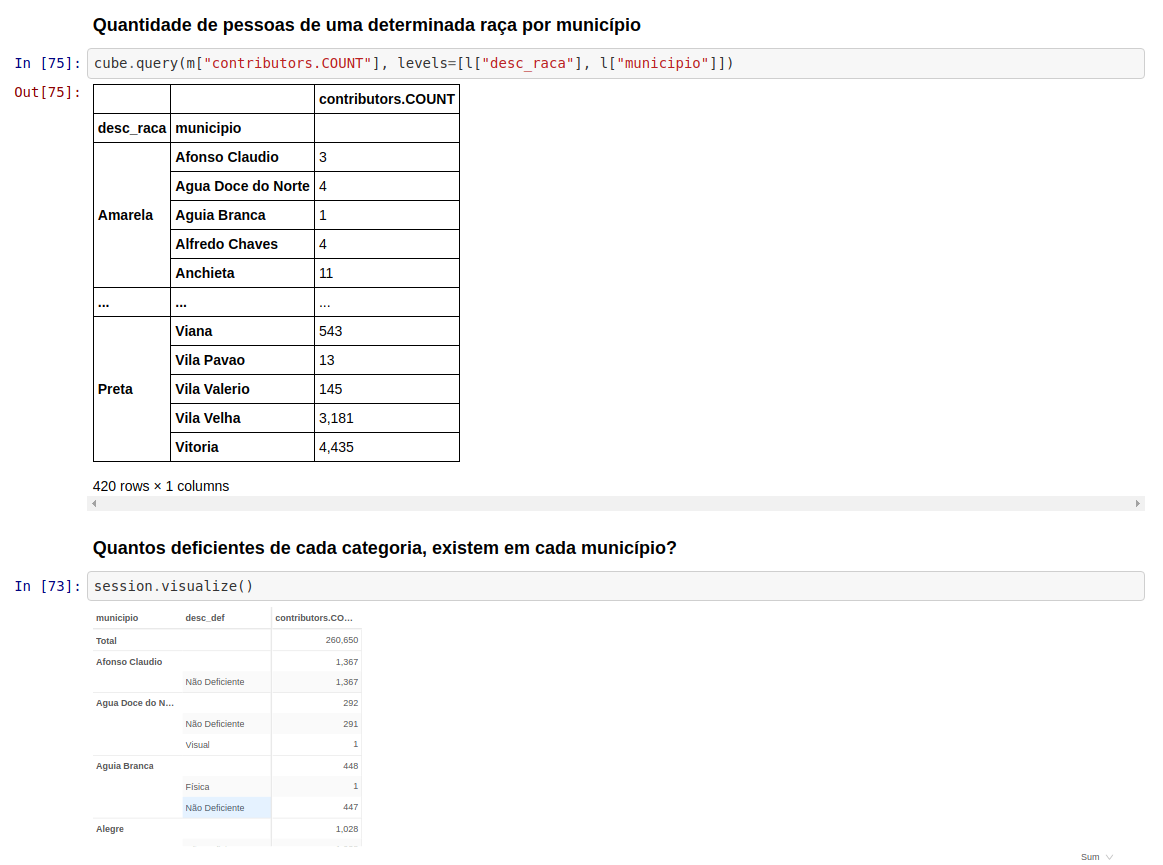 Quantidade de pessoas de uma determinada raça por município
In [75]: cube.query(m["contributors.COUNT"], levels=[l["desc_raca"], l["municipio"]])
Out[75]:
contributors.COUNT
desc_raca municipio
Amarela
Afonso Claudio 3
Agua Doce do Norte 4
Aguia Branca 1
Alfredo Chaves 4
Anchieta 11
... ... ...
Preta
Viana 543
Vila Pavao 13
Vila Valerio 145
Vila Velha 3,181
Vitoria 4,435
420 rows × 1 columns
Quantos deficientes de cada categoria, existem em cada município?
In [73]: session.visualize()
município desc_def contributors.CO...
Total 260,650
Afonso Claudio 1,367
Não Deficiente 1,367
Agua Doce do N... 292
Não Deficiente 291
Visual 1
Aguia Branca 448
Física 1
Não Deficiente 447
Alegre 1,028
Sum